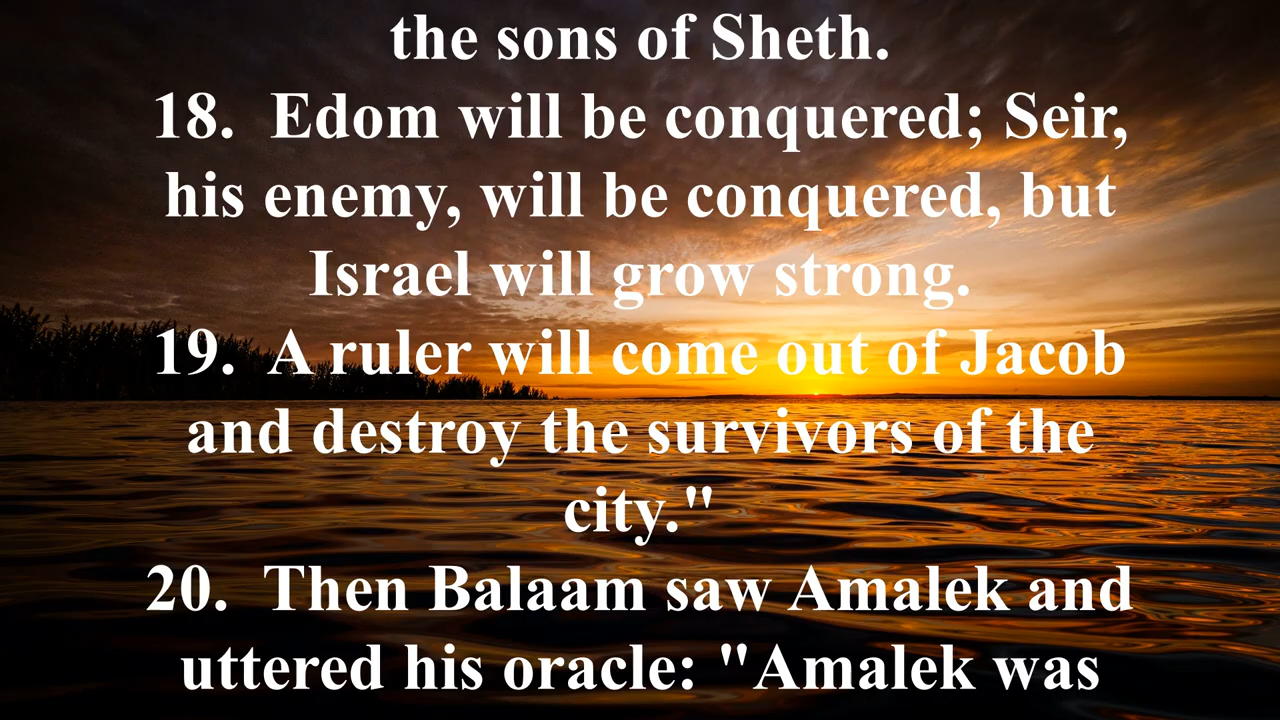 the sons of Sheth.
18.  Edom will be conquered; Seir,
his enemy, will be conquered, but
Israel will grow strong.
19.  A ruler will come out of Jacob
and destroy the survivors of the
city."
20.  Then Balaam saw Amalek and
uttered his oracle: "Amalek was